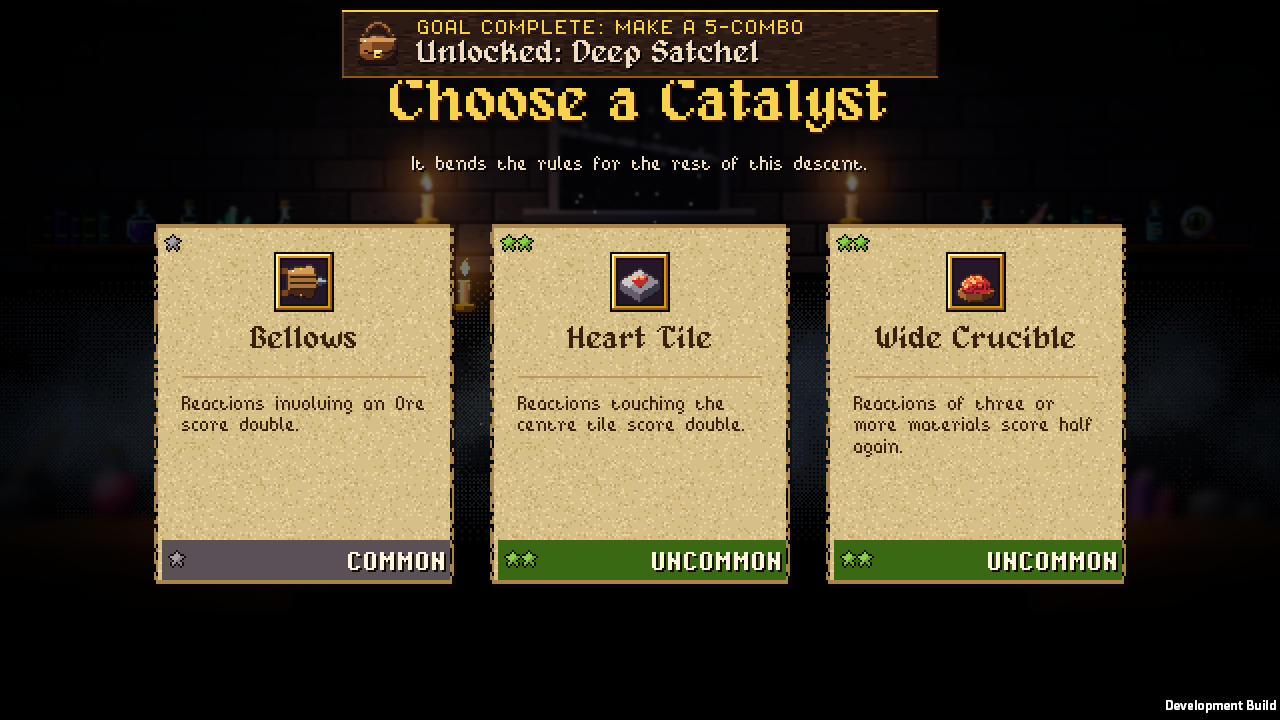 GOAL COMPLETE: MAKE A 5-COMBO
Unlocked: Deep Satchel
Choose a Catalyst
It bends the rules for the rest of this descent.
Bellows
Reactions involving an Ore
score double.
COMMON
Heart Tile
Reactions touching the
centre tile score double.
UNCOMMON
Wide Crucible
Reactions of three or
more materials score half
again.
UNCOMMON
Development Build